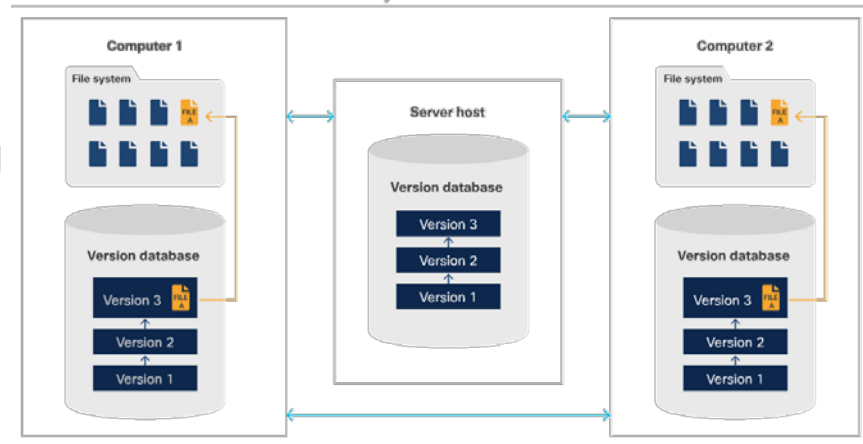 Computer 1
File system
FILE
A
Version database
Version 3
FILE
A
Version 2
Version 1
Server host
Version database
Version 3
Version 2
Version 1
Computer 2
File system
FILE
A
Version database
Version 3
FILE
A
Version 2
Version 1